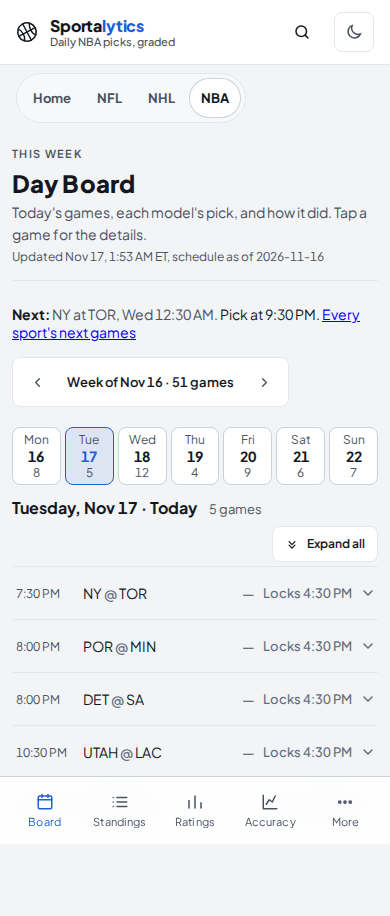 Sportalytics
Daily NBA picks, graded
Home NFL NHL NBA
THIS WEEK
Day Board
Today's games, each model's pick, and how it did. Tap a
game for the details.
Updated Nov 17, 1:53 AM ET, schedule as of 2026-11-16
Next: NY at TOR, Wed 12:30 AM. Pick at 9:30 PM. Every
sport's next games
Week of Nov 16 · 51 games
Mon Tue Wed Thu Fri Sat Sun
16 17 18 19 20 21 22
8 5 12 4 9 6 7
Tuesday, Nov 17 · Today 5 games
Expand all
7:30 PM NY @ TOR — Locks 4:30 PM
8:00 PM POR @ MIN — Locks 4:30 PM
8:00 PM DET @ SA — Locks 4:30 PM
10:30 PM UTAH @ LAC — Locks 4:30 PM
Board Standings Ratings Accuracy More